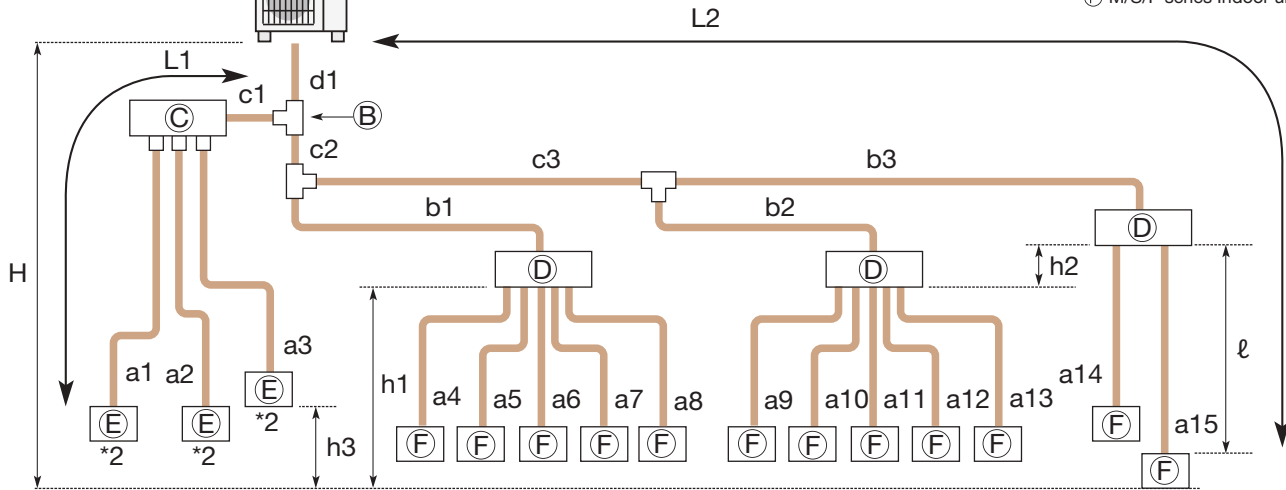 Ⓕ M/S/P series Indoor u
L2
L1
d1
c1
Ⓒ
Ⓑ
c2
c3
b3
b1
b2
Ⓓ
Ⓓ
Ⓓ
h2
H
a1
a2
a3
h1
a4
a5
a6
a7
a8
a9
a10
a11
a12
a13
a14
ℓ
a15
Ⓔ
*2
Ⓔ
*2
Ⓔ
*2
h3
Ⓕ
Ⓕ
Ⓕ
Ⓕ
Ⓕ
Ⓕ
Ⓕ
Ⓕ
Ⓕ
Ⓕ
Ⓕ
Ⓕ